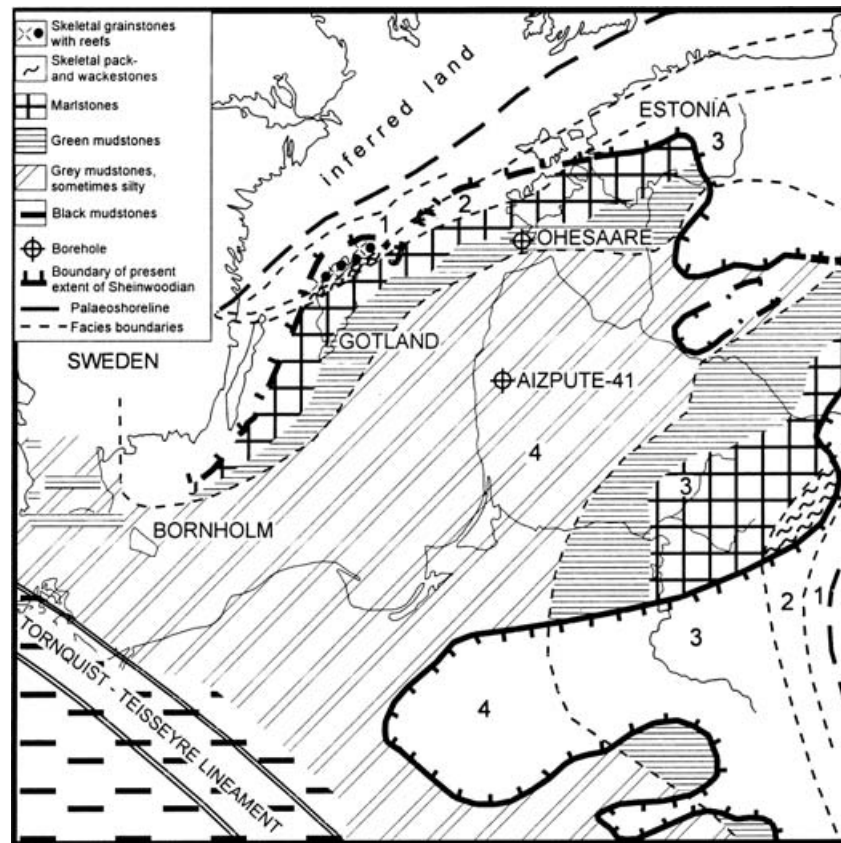 Skeletal grainstones
with reefs
Skeletal pack-
and wackestones
Marlstones
Green mudstones
Grey mudstones,
sometimes silty
Black mudstones
Borehole
Boundary of present
extent of Sheinwoodian
Palaeoshoreline
Facies boundaries
inferred land
ESTONIA
3
2
1
OHESAARE
GOTLAND
SWEDEN
AIZPUTE-41
4
3
BORNHOLM
2
1
3
4
TORNQUIST - TEISSEYRE LINEAMENT